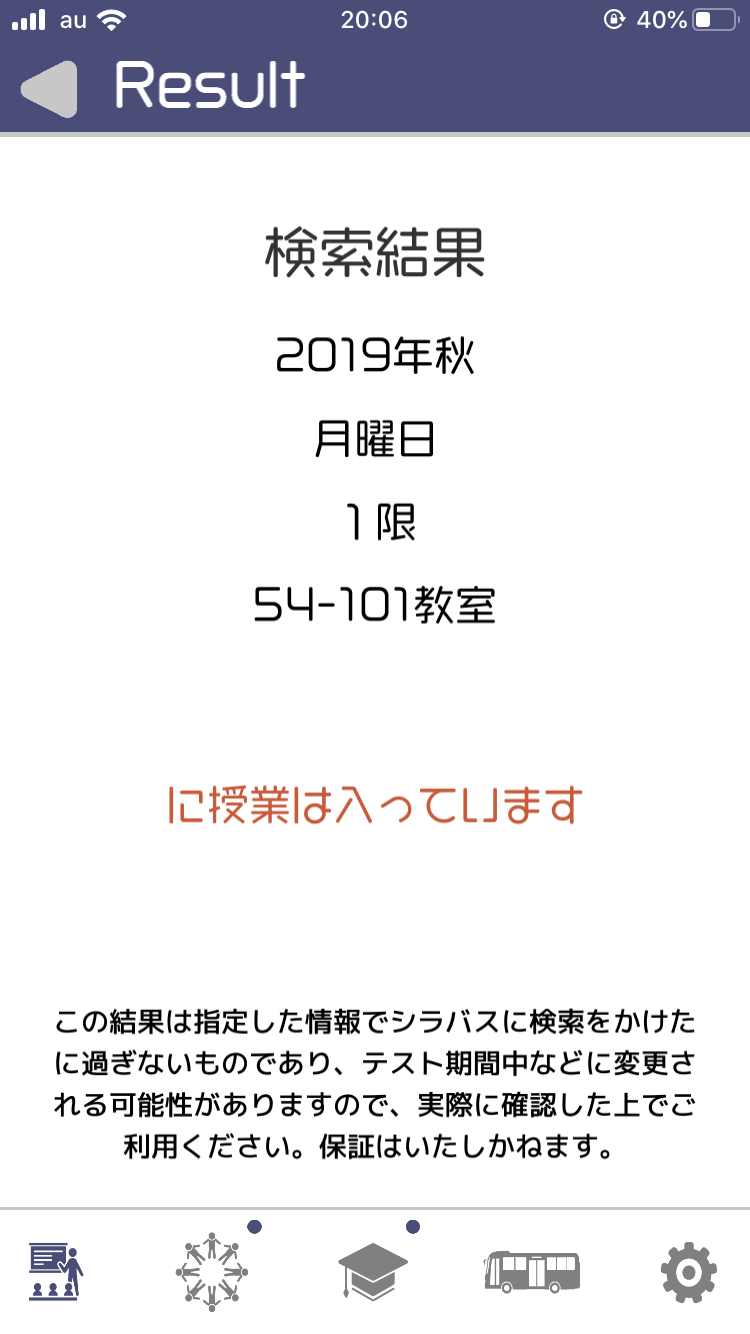 au 20:06 40%
Result
検索結果
2019年秋
月曜日
1限
54-101教室
に授業は入っています
この結果は指定した情報でシラバスに検索をかけた
に過ぎないものであり、テスト期間中などに変更さ
れる可能性がありますので、実際に確認した上でご
利用ください。保証はいたしかねます。